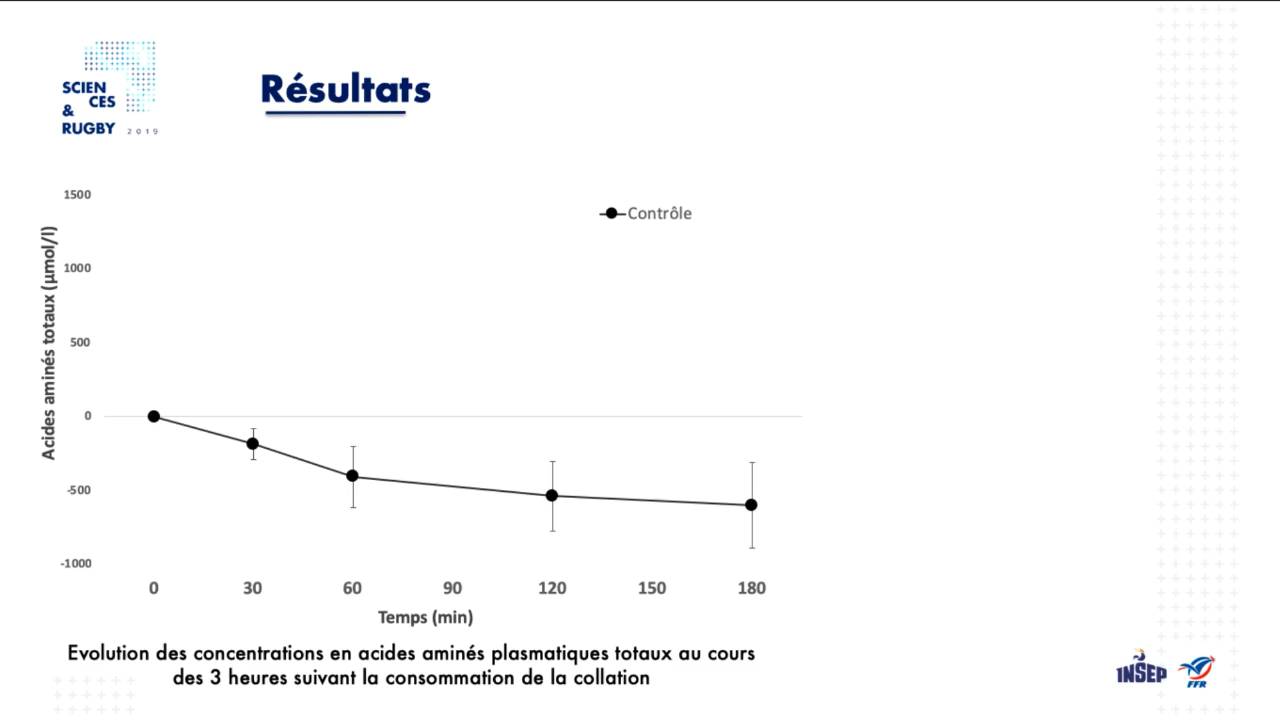 SCIEN
CES
&
RUGBY 2019
Résultats
1500
1000
500
0
-500
-1000
Acides aminés totaux (µmol/l)
Contrôle
0 30 60 90 120 150 180
Temps (min)
Evolution des concentrations en acides aminés plasmatiques totaux au cours
des 3 heures suivant la consommation de la collation
INSEP
FFR